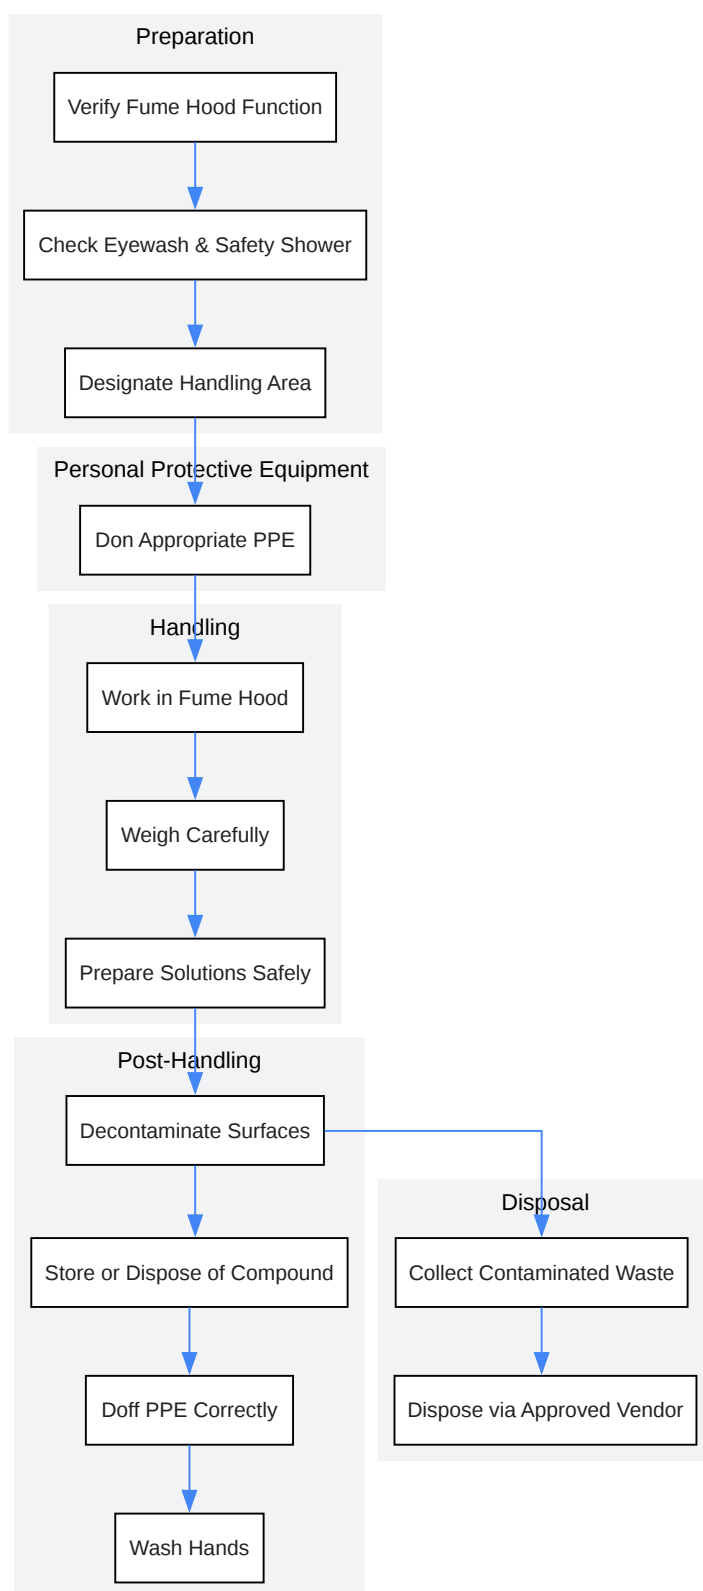 Preparation
Verify Fume Hood Function
Check Eyewash & Safety Shower
Designate Handling Area
Personal Protective Equipment
Don Appropriate PPE
Handling
Work in Fume Hood
Weigh Carefully
Prepare Solutions Safely
Post-Handling
Decontaminate Surfaces
Store or Dispose of Compound
Doff PPE Correctly
Wash Hands
Disposal
Collect Contaminated Waste
Dispose via Approved Vendor